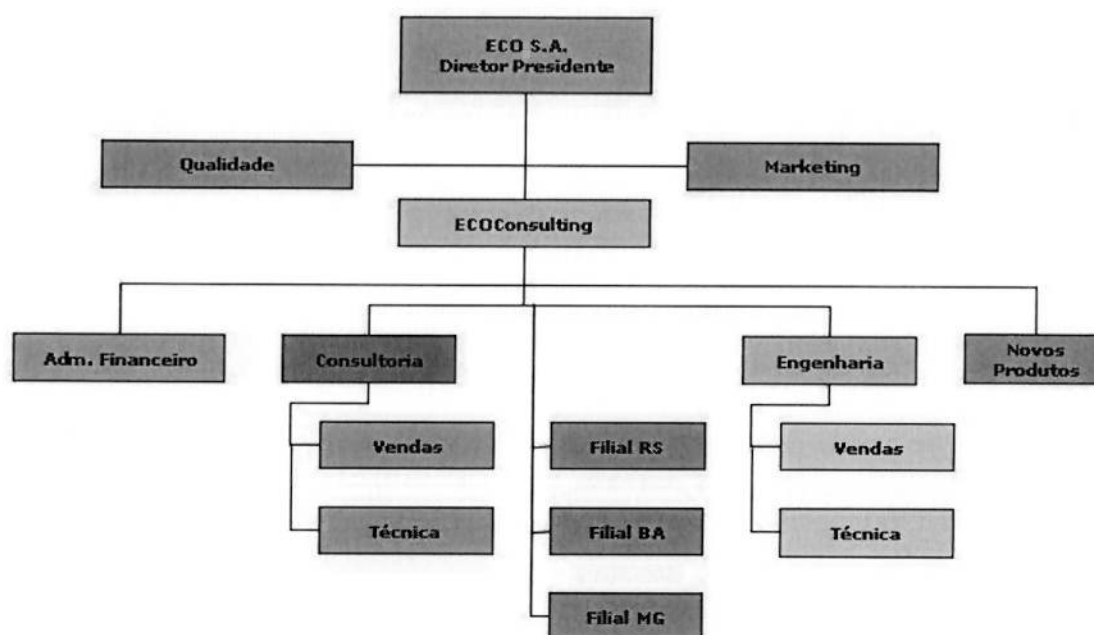 ECO S.A.
Diretor Presidente
Qualidade
Marketing
ECOConsulting
Adm. Financeiro
Consultoria
Engenharia
Novos
Produtos
Vendas
Filial RS
Vendas
Técnica
Filial BA
Técnica
Filial MG